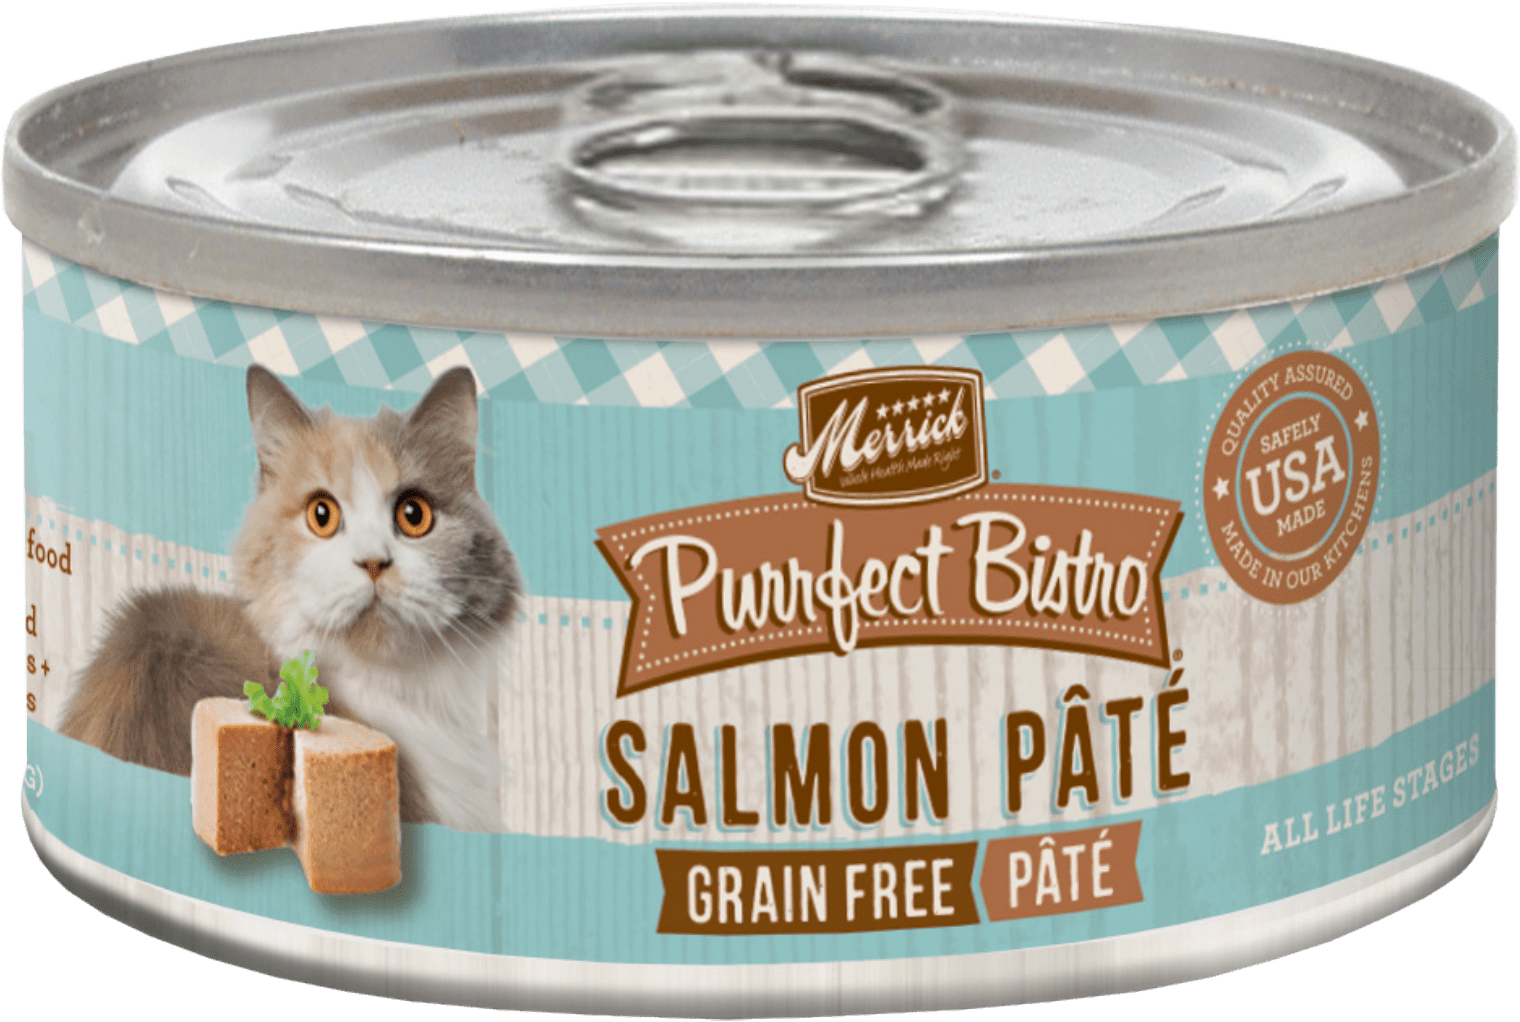 Merrick
Whole Health Made Right
Purrfect Bistro
SALMON PÂTÉ
GRAIN FREE
PÂTÉ
QUALITY ASSURED
SAFELY
USA
MADE
MADE IN OUR KITCHENS
ALL LIFE STAGES
food
d
s +
s
G)